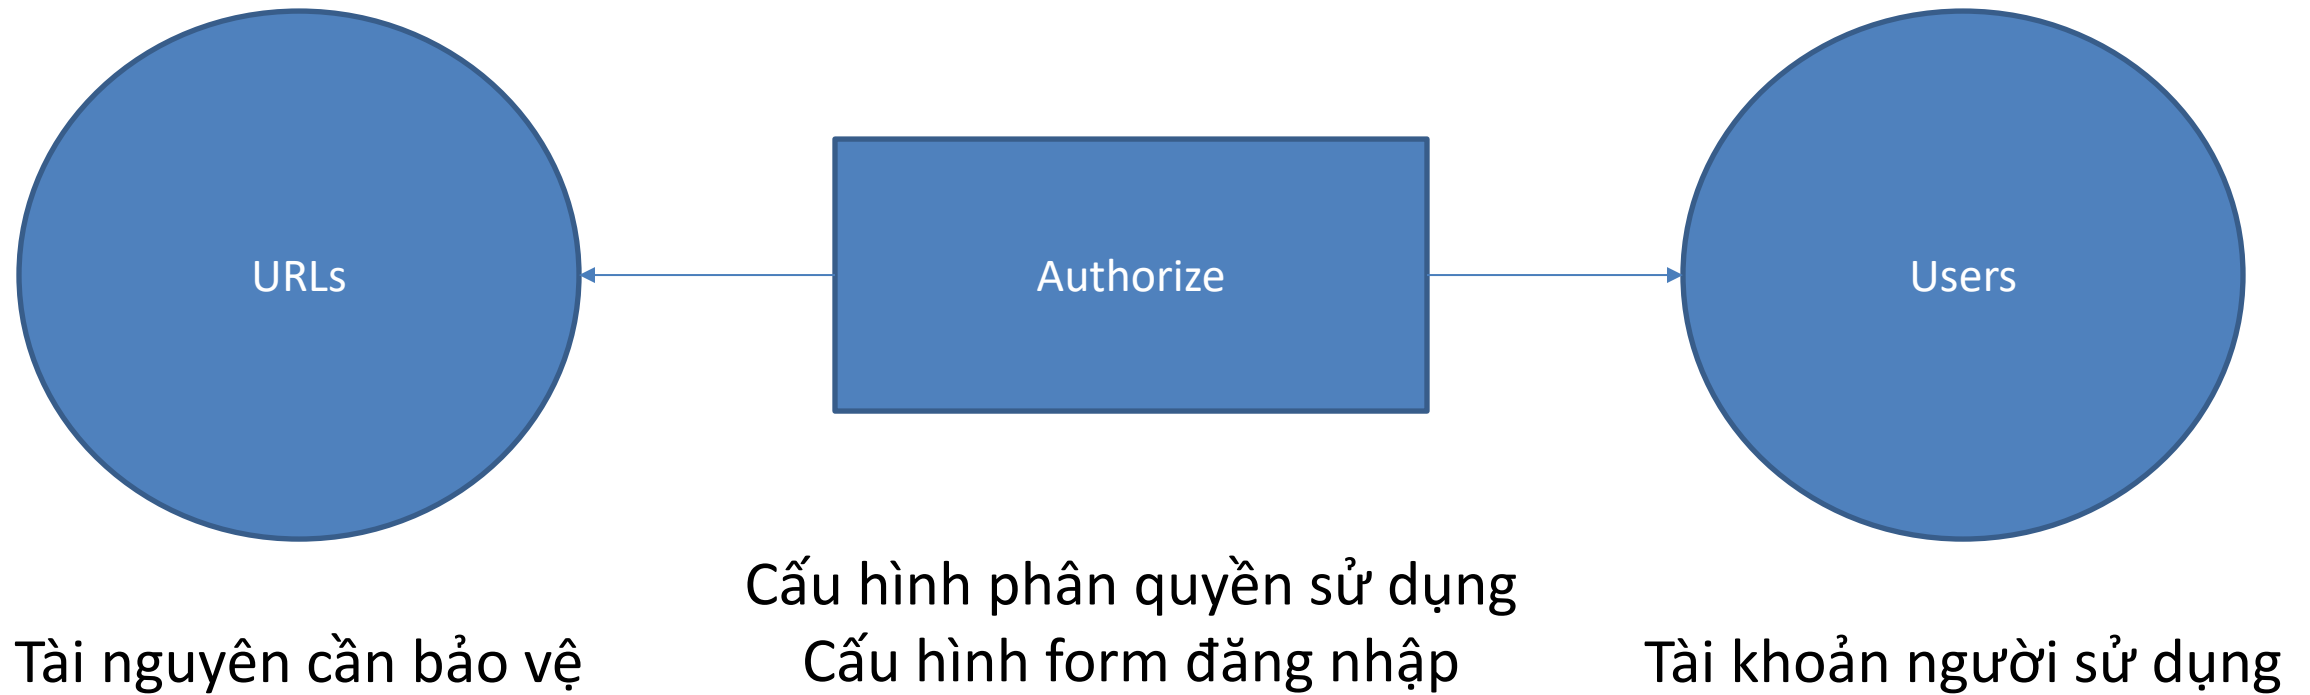 URLs
Authorize
Users
Cấu hình phân quyền sử dụng
Tài nguyên cần bảo vệ
Cấu hình form đăng nhập
Tài khoản người sử dụng